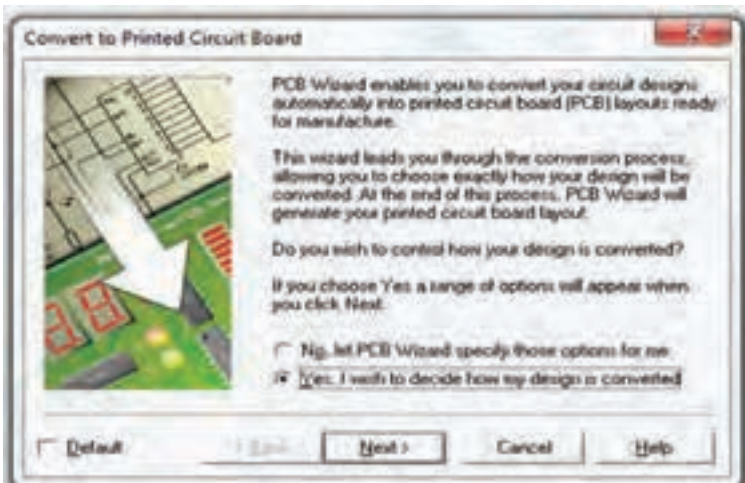 Convert to Printed Circuit Board
PCB Wizard enables you to convert your circuit designs
automatically into printed circuit board (PCB) layouts ready
for manufacture.
This wizard leads you through the conversion process,
allowing you to choose exactly how your design will be
converted. At the end of this process, PCB Wizard will
generate your printed circuit board layout.
Do you wish to control how your design is converted?
If you choose Yes a range of options will appear when
you click Next.
No, let PCB Wizard specify those options for me
Yes, I wish to decide how my design is converted
Default
Next >
Cancel
Help